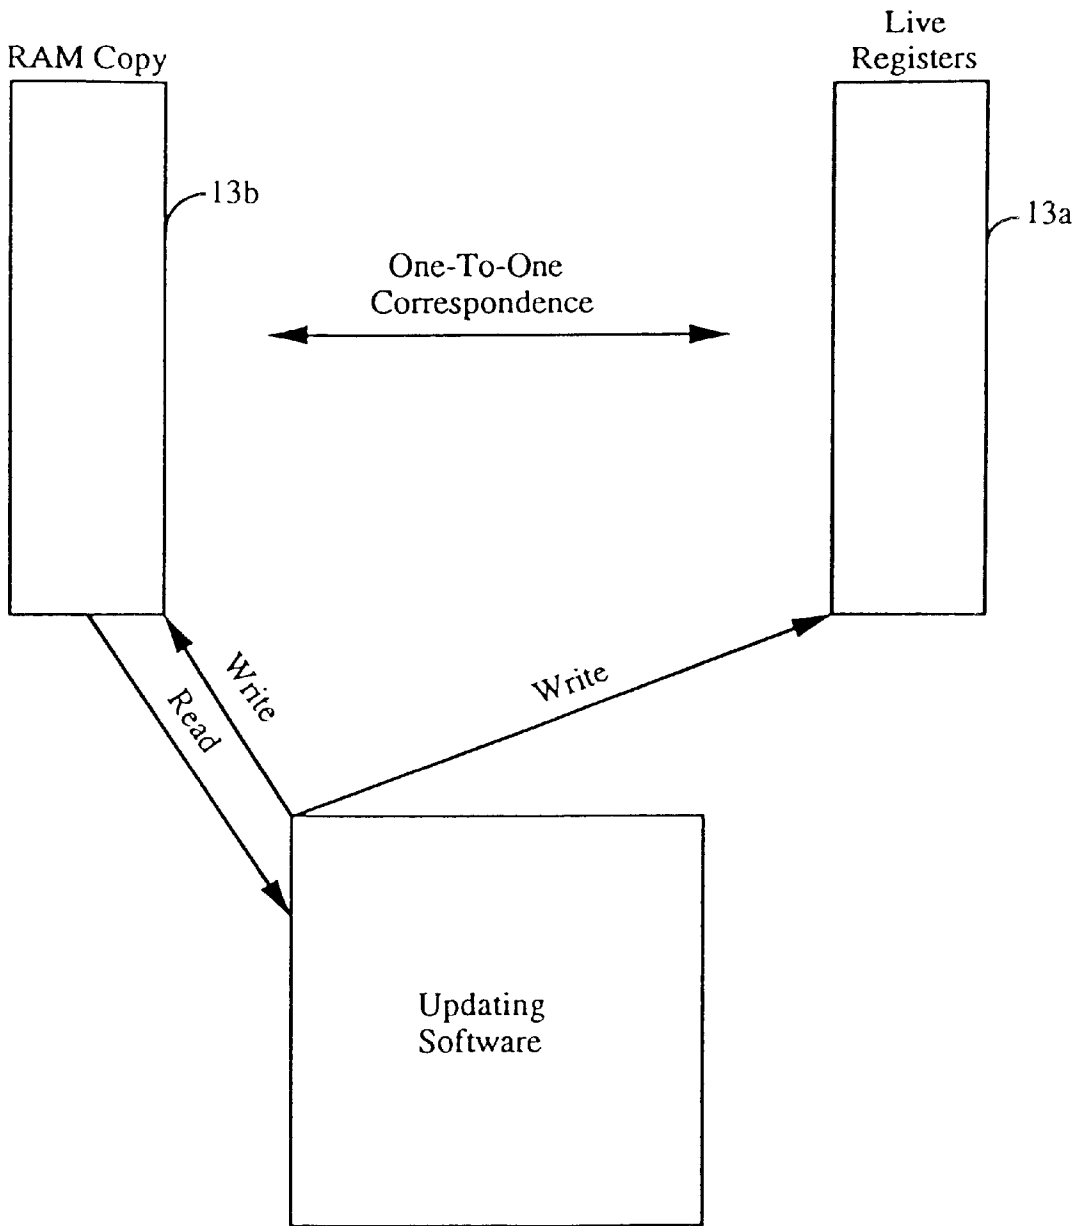 RAM Copy
Live
Registers
13b
13a
One-To-One
Correspondence
Write
Read
Write
Updating
Software